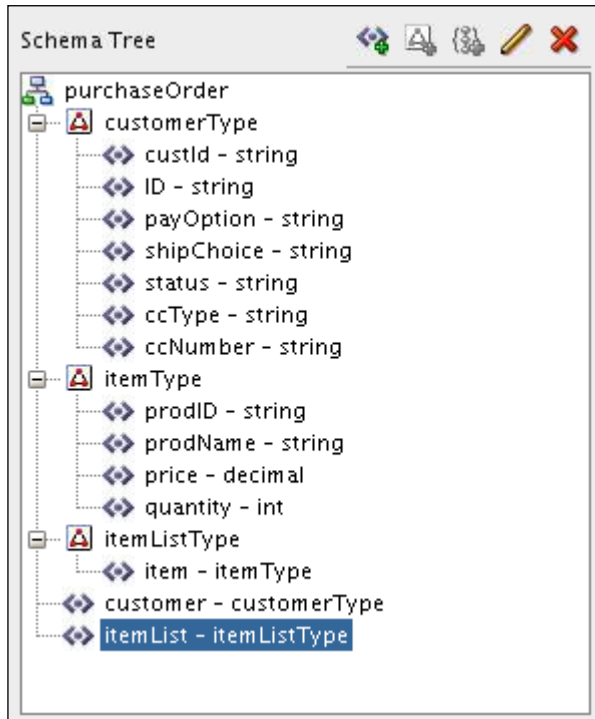 Schema Tree
purchaseOrder
customerType
custId - string
ID - string
payOption - string
shipChoice - string
status - string
ccType - string
ccNumber - string
itemType
prodID - string
prodName - string
price - decimal
quantity - int
itemListType
item - itemType
customer - customerType
itemList - itemListType